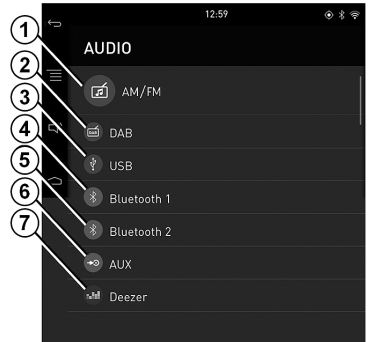 12:59
AUDIO
1
AM/FM
2
DAB
DAB
3
USB
4
Bluetooth 1
5
Bluetooth 2
6
AUX
7
Deezer